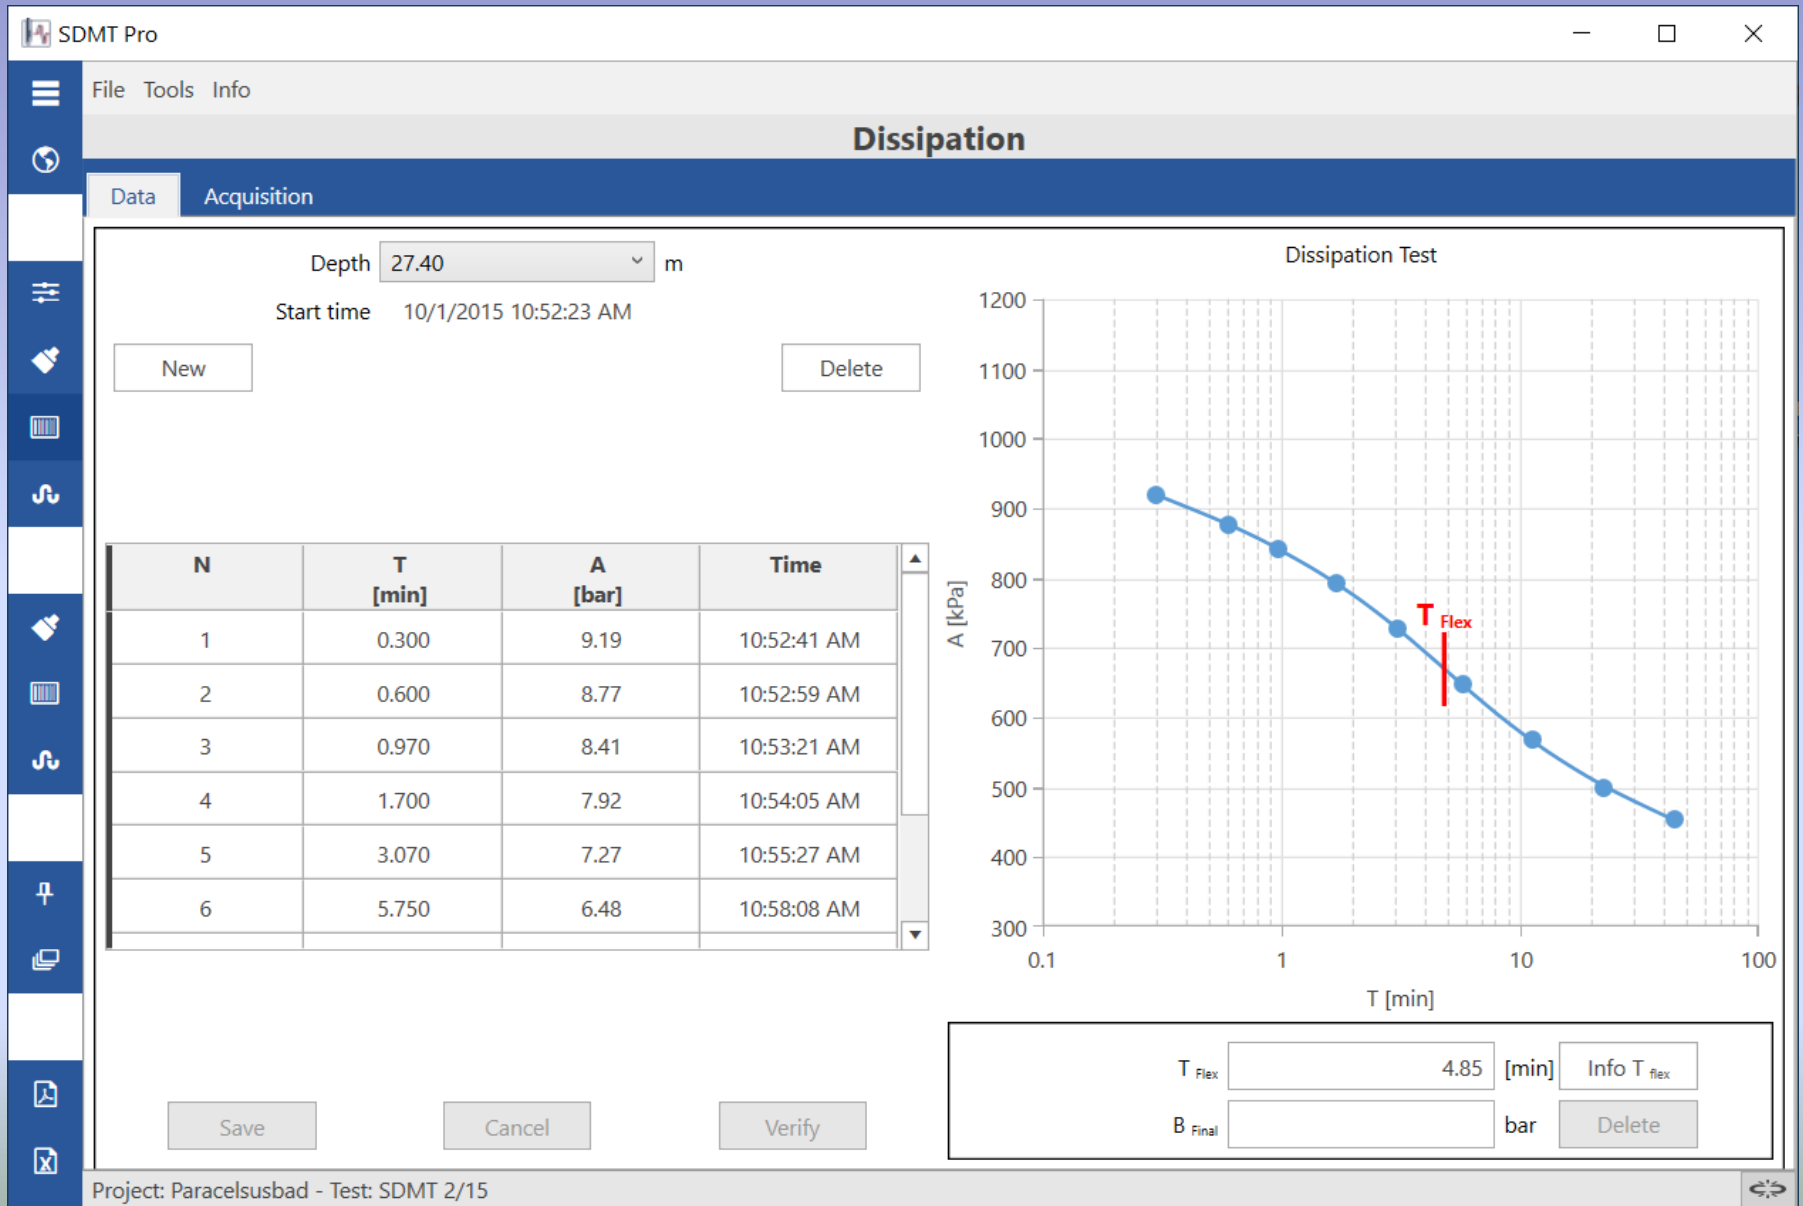 SDMT Pro
File Tools Info
Dissipation
Data Acquisition
Depth 27.40 m
Start time 10/1/2015 10:52:23 AM
New Delete
N T [min] A [bar] Time
1 0.300 9.19 10:52:41 AM
2 0.600 8.77 10:52:59 AM
3 0.970 8.41 10:53:21 AM
4 1.700 7.92 10:54:05 AM
5 3.070 7.27 10:55:27 AM
6 5.750 6.48 10:58:08 AM
Save Cancel Verify
Dissipation Test
1200
1100
1000
900
800
700
600
500
400
300
A [kPa]
T Flex
0.1 1 10 100
T [min]
T Flex 4.85 [min] Info T flex
B Final bar Delete
Project: Paracelsusbad - Test: SDMT 2/15